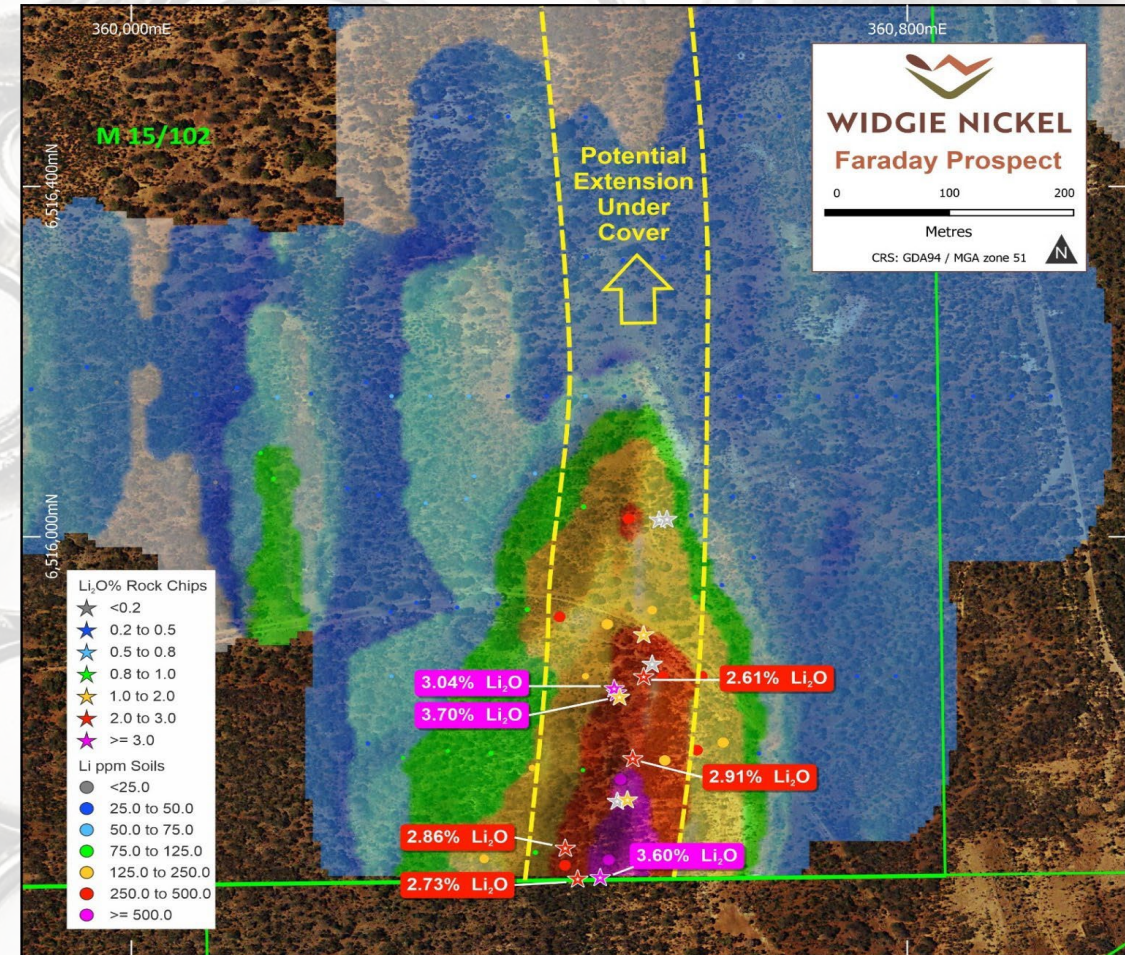 360,000mE
360,800mE
M 15/102
6,516,400mN
6,516,000mN
WIDGIE NICKEL
Faraday Prospect
0 100 200
Metres
CRS: GDA94 / MGA zone 51
N
Potential
Extension
Under
Cover
Li₂O% Rock Chips
<0.2
0.2 to 0.5
0.5 to 0.8
0.8 to 1.0
1.0 to 2.0
2.0 to 3.0
>= 3.0
Li ppm Soils
<25.0
25.0 to 50.0
50.0 to 75.0
75.0 to 125.0
125.0 to 250.0
250.0 to 500.0
>= 500.0
3.04% Li₂O
2.61% Li₂O
3.70% Li₂O
2.91% Li₂O
2.86% Li₂O
3.60% Li₂O
2.73% Li₂O